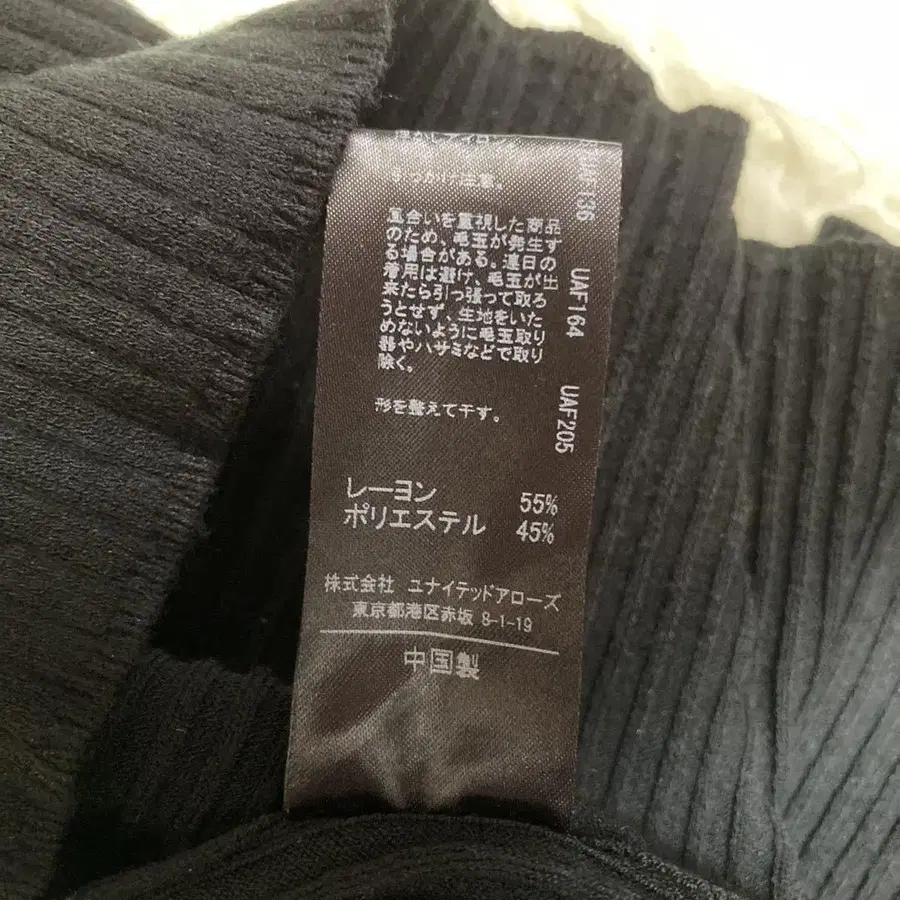 アイロン
つかけ注意。
風合いを重視した商品
のため、毛玉が発生す
る場合がある。連日の
着用は避け、毛玉が出
来たら引っ張って取ろ
うとせず、生地をいた
めないように毛玉取り
器やハサミなどで取り
除く。
形を整えて干す。
レーヨン 55%
ポリエステル 45%
株式会社 ユナイテッドアローズ
東京都港区赤坂 8-1-19
中国製
UAF164
UAF205